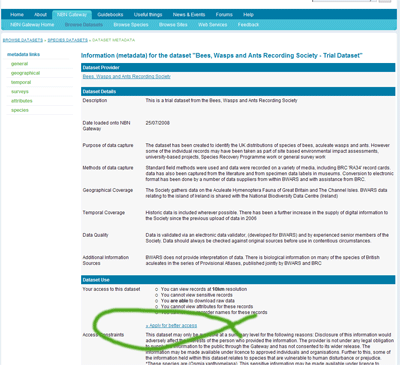 Home About NBN Gateway Guidebooks Useful things News & Events Forums Help
NBN Gateway Home Browse Datasets Browse Species Browse Sites Web Services Feedback
BROWSE DATASETS > SPECIES DATASETS > DATASET METADATA
metadata links
general
geographical
temporal
surveys
attributes
species
Information (metadata) for the dataset "Bees, Wasps and Ants Recording Society - Trial Dataset"
Dataset Provider
Bees, Wasps and Ants Recording Society
Dataset Details
Description This is a trial dataset from the Bees, Wasps and Ants Recording Society
Date loaded onto NBN 25/07/2008
Gateway
Purpose of data capture The dataset has been created to identify the UK distributions of species of bees, aculeate wasps and ants. However
some of the individual records may have been taken as part of site based environmental impact assessments,
university-based projects, Species Recovery Programme work or general survey work
Methods of data capture Standard field methods were used and data were recorded on a variety of media, including BRC 'RA34' record cards.
data has also been captured from the literature and from specimen data labels in museums. Conversion to electronic
format has been done by a number of data suppliers from within BWARS and with assistance from BRC.
Geographical Coverage The Society gathers data on the Aculeate Hymenoptera Fauna of Great Britain and The Channel Isles. BWARS data
relating to the island of Ireland is shared with the National Biodiversity Data Centre (Ireland)
Temporal Coverage Historic data is included wherever possible. There has been a further increase in the supply of digital information to
the Society since the previous upload of data in 2006
Data Quality Data is validated via an electronic data validator, (developed for BWARS) and by experienced senior members of the
Society. Data should always be checked against original sources before use in contentious circumstances.
Additional Information BWARS does not provide interpretation of data. There is biological information on many of the species of British
Sources aculeates in the series of Provisional Atlases, published jointly by BWARS and BRC
Dataset Use
Your access to this dataset o You can view records at 10km resolution
o You cannot view sensitive records
o You are able to download raw data
o You cannot view attributes for these records
o You cannot recorder names for these records
Apply for better access
Access constraints This dataset may only be available at a summary level for the following reasons: Disclosure of this information would
adversely affect the interests of the person who provided the information. The provider is not under any legal obligation
to supply the information to the public through the Gateway and has not consented to its wider release. The
information may be made available under licence to approved individuals and organisations. Further to this, some of
the information held within this dataset relates to species that are vulnerable to human disturbance or prejudice.